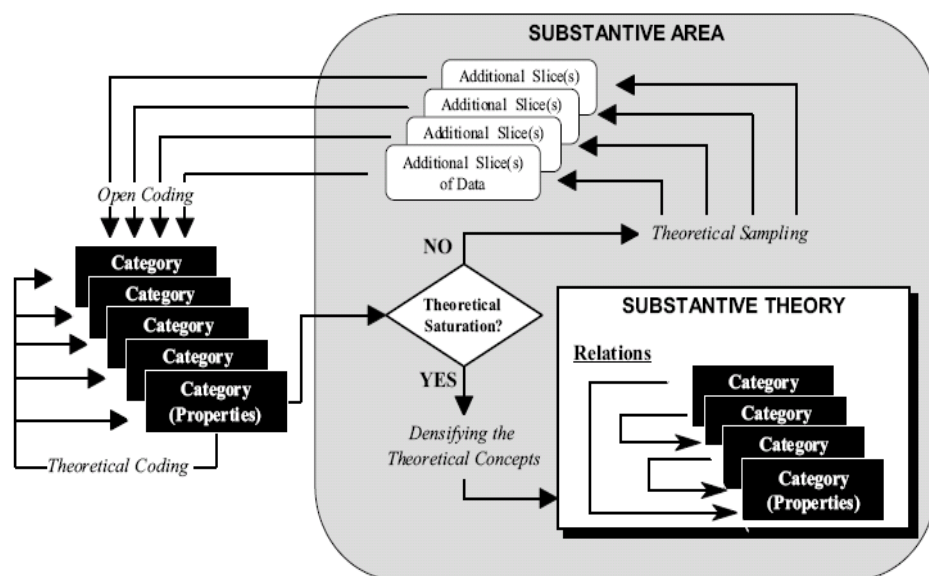 SUBSTANTIVE AREA
Additional Slice(s)
Additional Slice(s)
Additional Slice(s)
Additional Slice(s)
of Data
Open Coding
Theoretical Sampling
Category
Category
Category
Category
Category
(Properties)
Theoretical Coding
NO
Theoretical
Saturation?
YES
Densifying the
Theoretical Concepts
SUBSTANTIVE THEORY
Relations
Category
Category
Category
Category
(Properties)